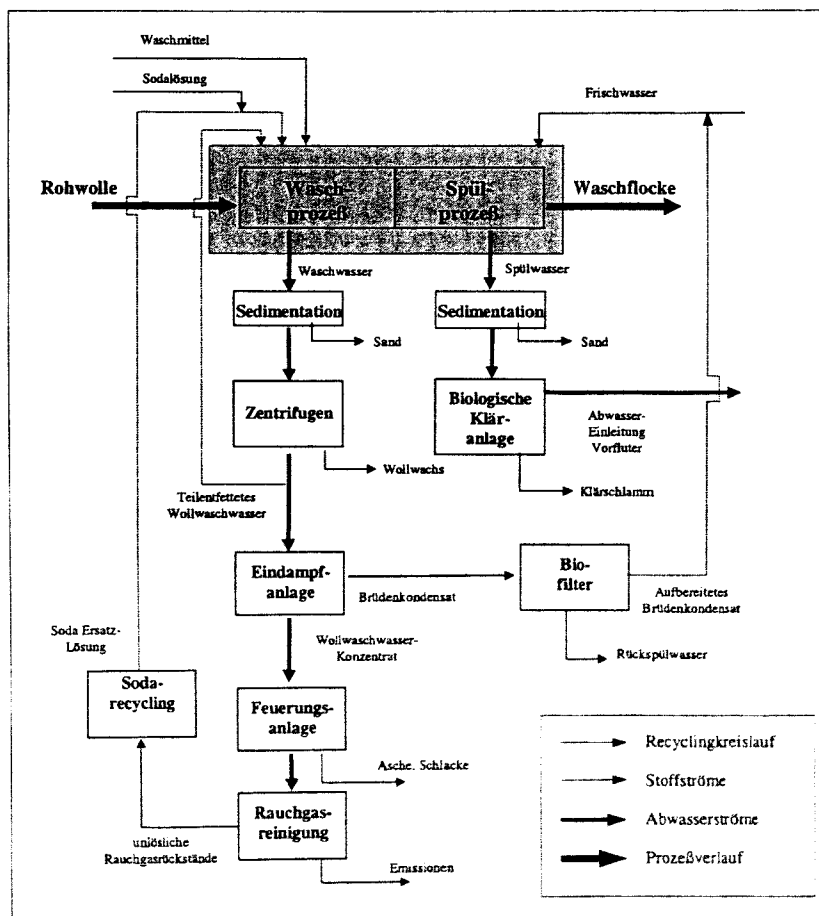 Waschmittel
Sodalösung
Frischwasser
Rohwolle
Wasch-
prozeß
Spül-
prozeß
Waschflocke
Waschwasser
Spülwasser
Sedimentation
Sedimentation
Sand
Sand
Zentrifugen
Biologische
Klär-
anlage
Abwasser-
Einleitung
Vorfluter
Wollwachs
Klärschlamm
Teilentfettetes
Wollwaschwasser
Eindampf-
anlage
Brüdenkondensat
Bio-
filter
Aufbereitetes
Brüdenkondensat
Soda Ersatz-
Lösung
Wollwaschwasser-
Konzentrat
Rückspülwasser
Soda-
recycling
Feuerungs-
anlage
Asche, Schlacke
Rauchgas-
reinigung
unlösliche
Rauchgasrückstände
Emissionen
Recyclingkreislauf
Stoffströme
Abwasserströme
Prozeßverlauf